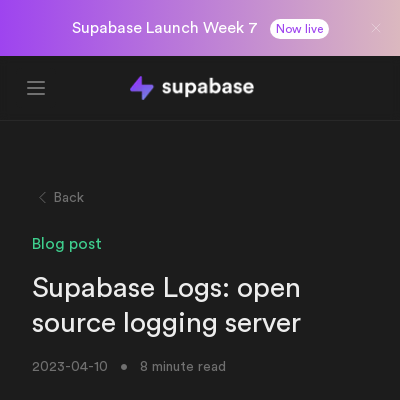 Supabase Launch Week 7 Now live
supabase
Back
Blog post
Supabase Logs: open
source logging server
2023-04-10 • 8 minute read